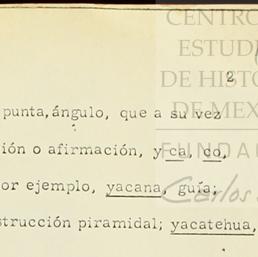 CENTRO
ESTUDI
DE HISTO
DE MEX
FUNDA
Carlos
2
punta, ángulo, que a su vez
ión o afirmación, y ca, co,
or ejemplo, yacana, guía;
strucción piramidal; yacatehua,